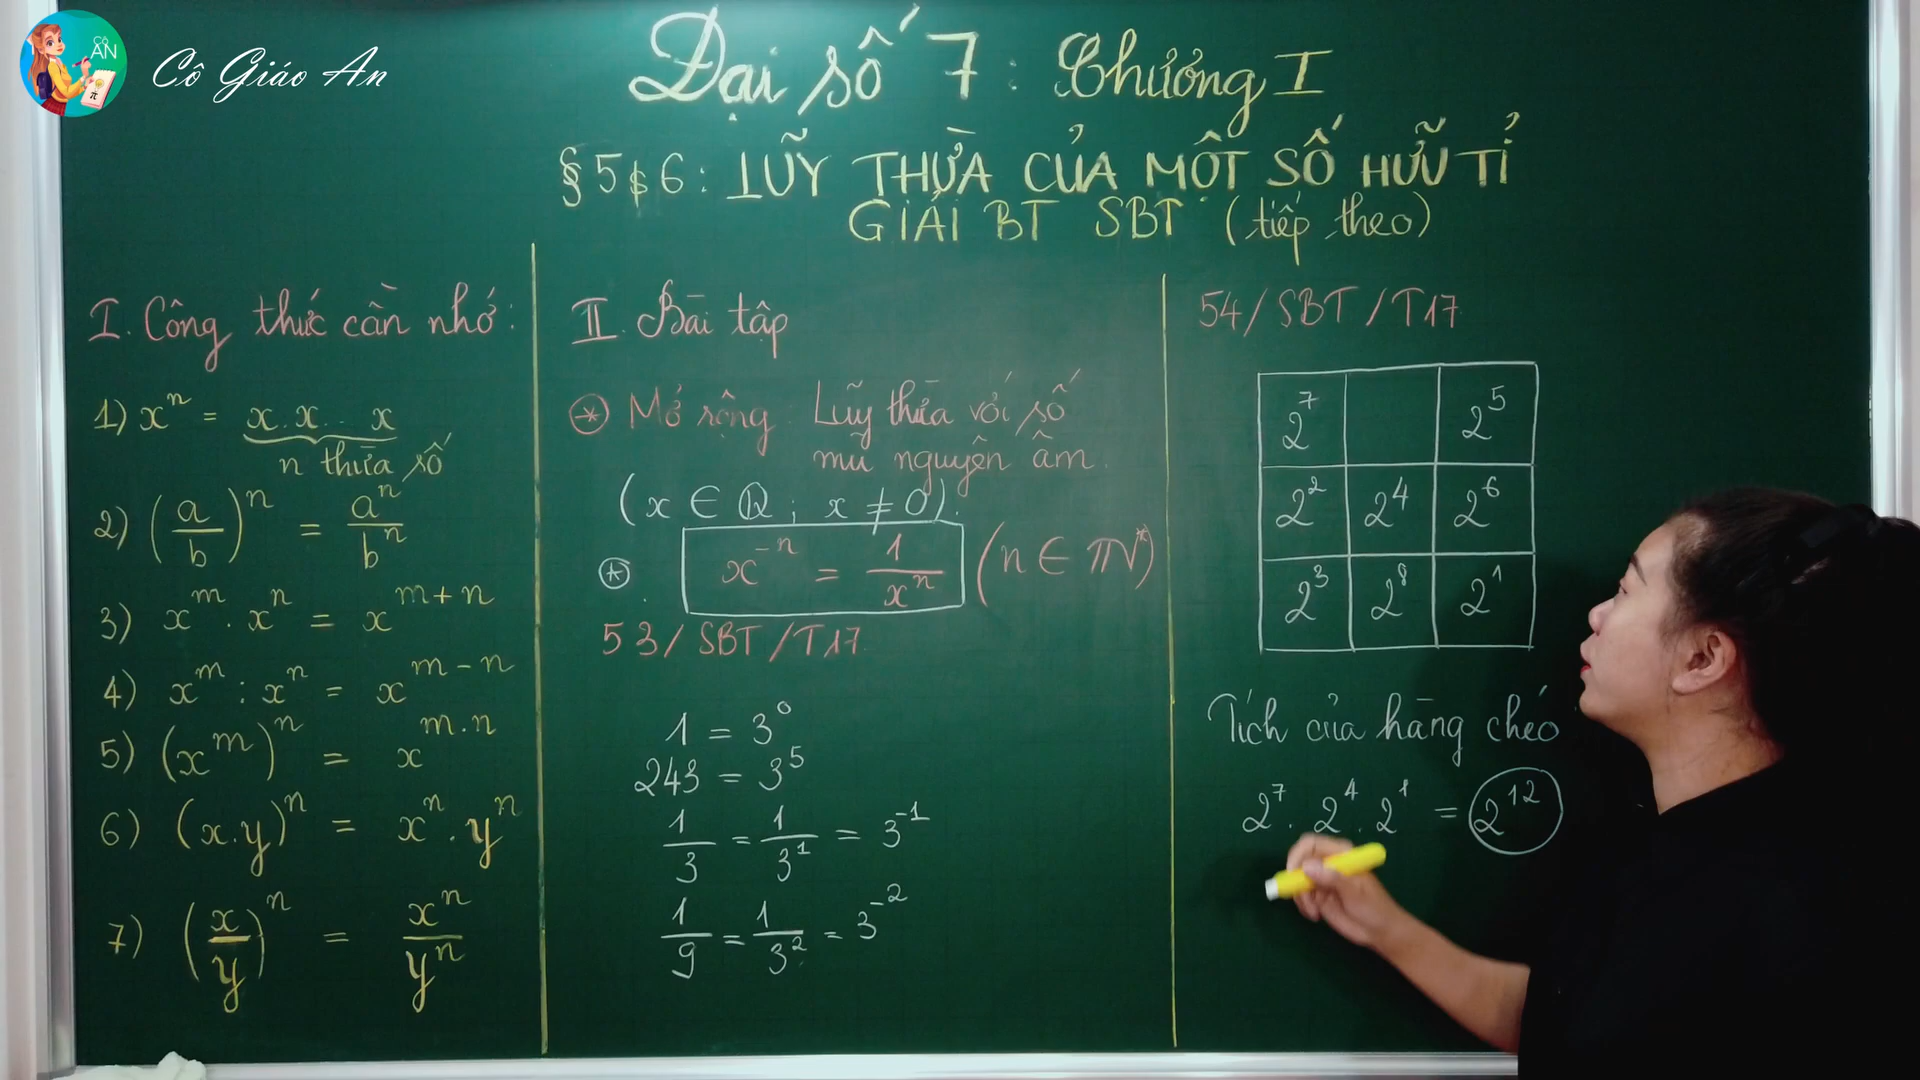 CÔ AN
Cô Giáo An
Đại số 7: Chương I
§5&6: LŨY THỪA CỦA MỘT SỐ HỮU TỈ
GIẢI BT SBT (tiếp theo)
I. Công thức cần nhớ:
1) xⁿ = x.x... x
n thừa số
2) (a/b)ⁿ = aⁿ/bⁿ
3) xᵐ . xⁿ = xᵐ⁺ⁿ
4) xᵐ : xⁿ = xᵐ⁻ⁿ
5) (xᵐ)ⁿ = xᵐ·ⁿ
6) (x.y)ⁿ = xⁿ.yⁿ
7) (x/y)ⁿ = xⁿ/yⁿ
II. Bài tập
* Mở rộng: Lũy thừa với số
mũ nguyên âm.
(x ∈ Q; x ≠ 0).
* x⁻ⁿ = 1/xⁿ (n ∈ N*)
53/SBT/T17
1 = 3⁰
243 = 3⁵
1/3 = 1/3¹ = 3⁻¹
1/9 = 1/3² = 3⁻²
54/SBT/T17
2⁷ 2⁵
2² 2⁴ 2⁶
2³ 2⁸ 2¹
Tích của hàng chéo
2⁷. 2⁴. 2¹ = 2¹²